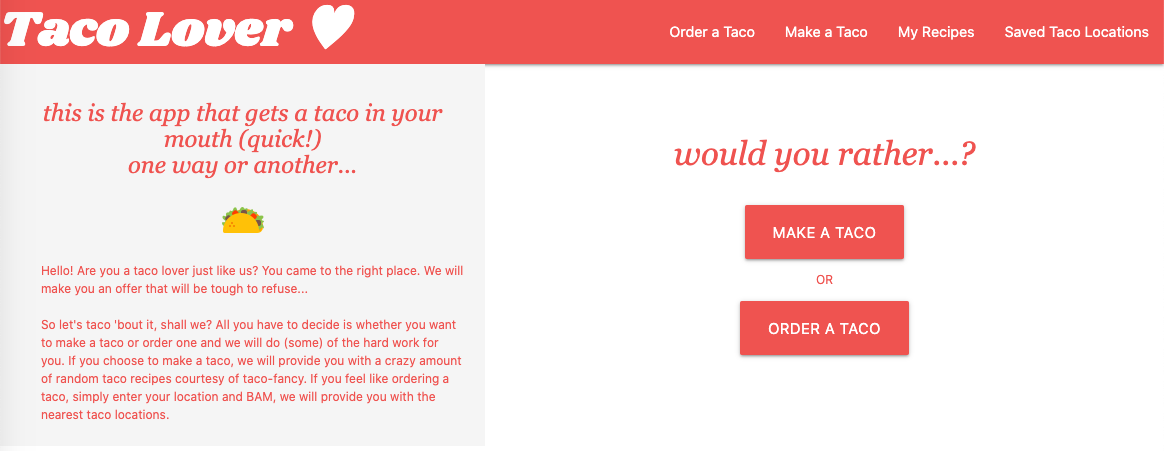 Taco Lover
Order a Taco
Make a Taco
My Recipes
Saved Taco Locations
this is the app that gets a taco in your
mouth (quick!)
one way or another...
Hello! Are you a taco lover just like us? You came to the right place. We will
make you an offer that will be tough to refuse...
So let's taco 'bout it, shall we? All you have to decide is whether you want
to make a taco or order one and we will do (some) of the hard work for
you. If you choose to make a taco, we will provide you with a crazy amount
of random taco recipes courtesy of taco-fancy. If you feel like ordering a
taco, simply enter your location and BAM, we will provide you with the
nearest taco locations.
would you rather...?
MAKE A TACO
OR
ORDER A TACO